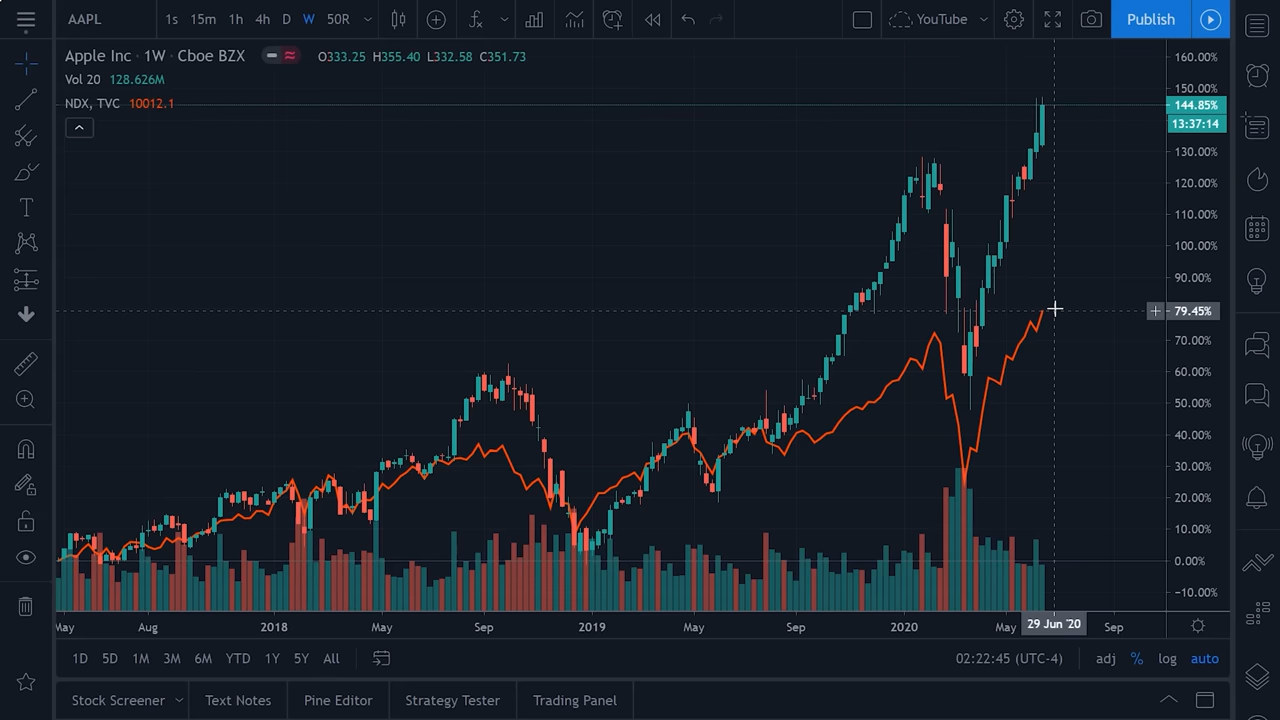 AAPL 1s 15m 1h 4h D W 50R YouTube Publish
Apple Inc · 1W · Cboe BZX O333.25 H355.40 L332.58 C351.73
Vol 20 128.626M
NDX, TVC 10012.1
160.00%
150.00%
144.85%
13:37:14
130.00%
120.00%
110.00%
100.00%
90.00%
79.45%
70.00%
60.00%
50.00%
40.00%
30.00%
20.00%
10.00%
0.00%
−10.00%
May Aug 2018 May Sep 2019 May Sep 2020 May 29 Jun '20 Sep
1D 5D 1M 3M 6M YTD 1Y 5Y All 02:22:45 (UTC-4) adj % log auto
Stock Screener Text Notes Pine Editor Strategy Tester Trading Panel